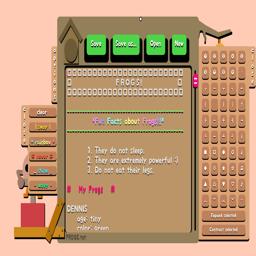 Save
Save as...
Open
New
FROGS!
*Fun Facts about Frogs!*
1. They do not sleep.
2. They are extremely powerful :)
3. Do not eat their legs.
My Frogs
DENNIS
age: tiny
color: green
clear
rainbow
Expand selected
Contract selected